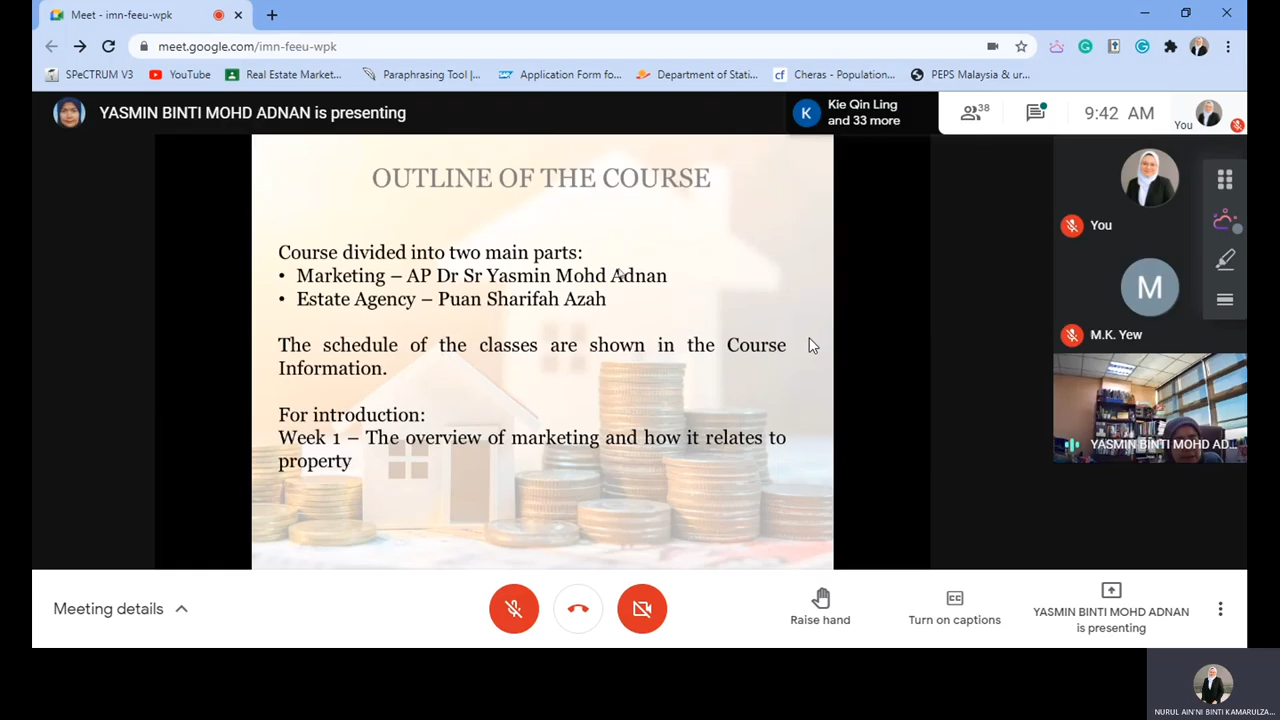 Meet - imn-feeu-wpk
meet.google.com/imn-feeu-wpk
SPeCTRUM V3
YouTube
Real Estate Market...
Paraphrasing Tool |...
Application Form fo...
Department of Stati...
Cheras - Population...
PEPS Malaysia & ur...
YASMIN BINTI MOHD ADNAN is presenting
K
Kie Qin Ling
and 33 more
38
9:42 AM
You
OUTLINE OF THE COURSE
Course divided into two main parts:
• Marketing – AP Dr Sr Yasmin Mohd Adnan
• Estate Agency – Puan Sharifah Azah
The schedule of the classes are shown in the Course
Information.
For introduction:
Week 1 – The overview of marketing and how it relates to
property
You
M
M.K. Yew
YASMIN BINTI MOHD AD...
Meeting details
Raise hand
CC
Turn on captions
YASMIN BINTI MOHD ADNAN
is presenting
NURUL AIN'NI BINTI KAMARULZA...